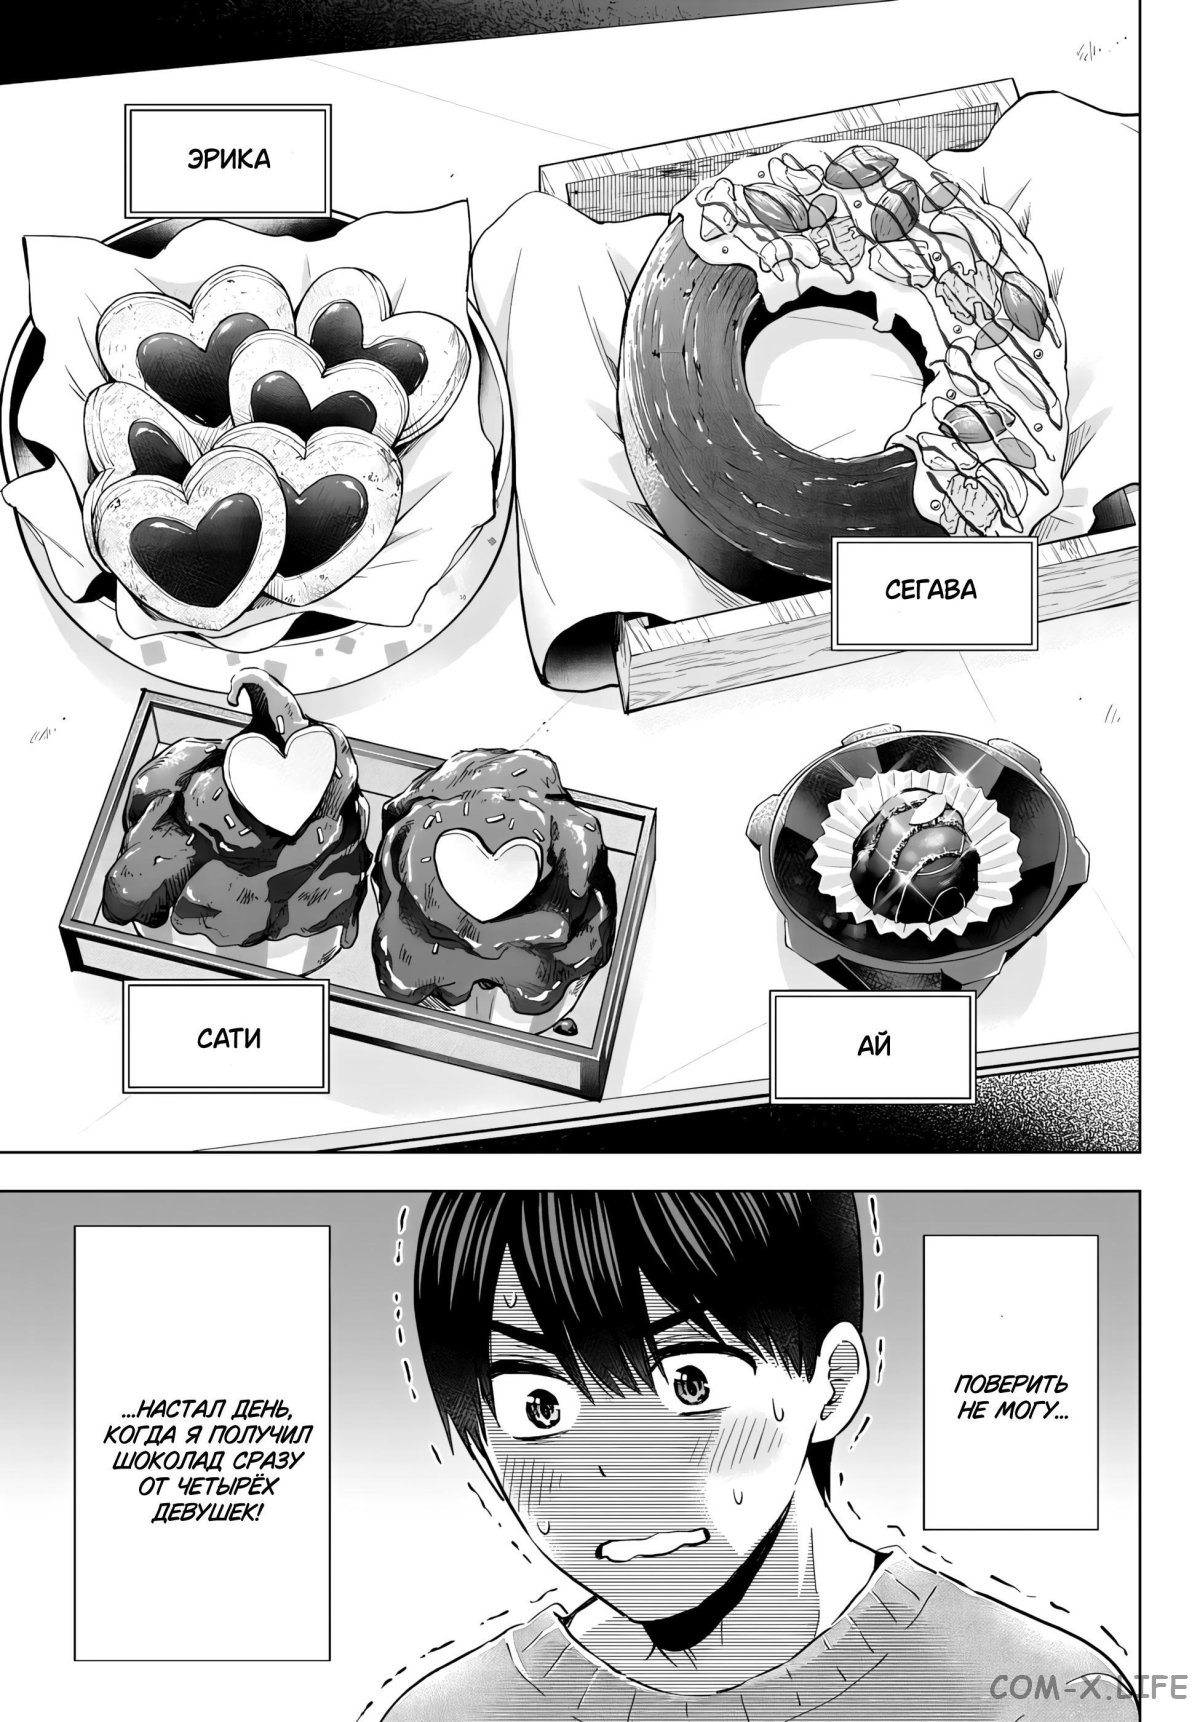 ЭРИКА
СЕГАВА
САТИ
АЙ
ПОВЕРИТЬ
НЕ МОГУ...
...НАСТАЛ ДЕНЬ,
КОГДА Я ПОЛУЧИЛ
ШОКОЛАД СРАЗУ
ОТ ЧЕТЫРЁХ
ДЕВУШЕК!
COM-X.LIFE